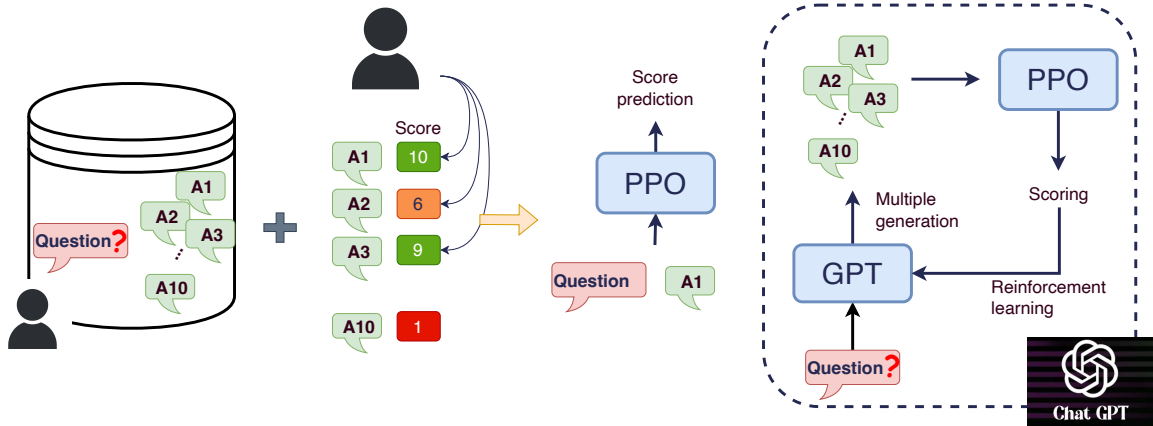 Question?
A1
A2
A3
A10
Score
A1
10
A2
6
A3
9
A10
1
Score
prediction
PPO
Question
A1
A1
A2
A3
A10
PPO
Multiple
generation
Scoring
GPT
Reinforcement
learning
Question?
Chat GPT